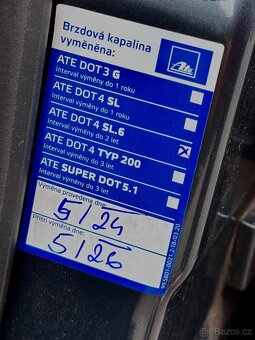 Brzdová kapalina
vyměněna:
ATE
ATE DOT 3 G
Interval výměny do 1 roku
ATE DOT 4 SL
Interval výměny do 1 roku
ATE DOT 4 SL.6
Interval výměny do 2 let
ATE DOT 4 TYP 200
Interval výměny do 3 let
ATE SUPER DOT 5.1
Interval výměny do 3 let
Výměna provedena dne:
5/24
Příští výměna dne:
5/26
Sbazos.cz